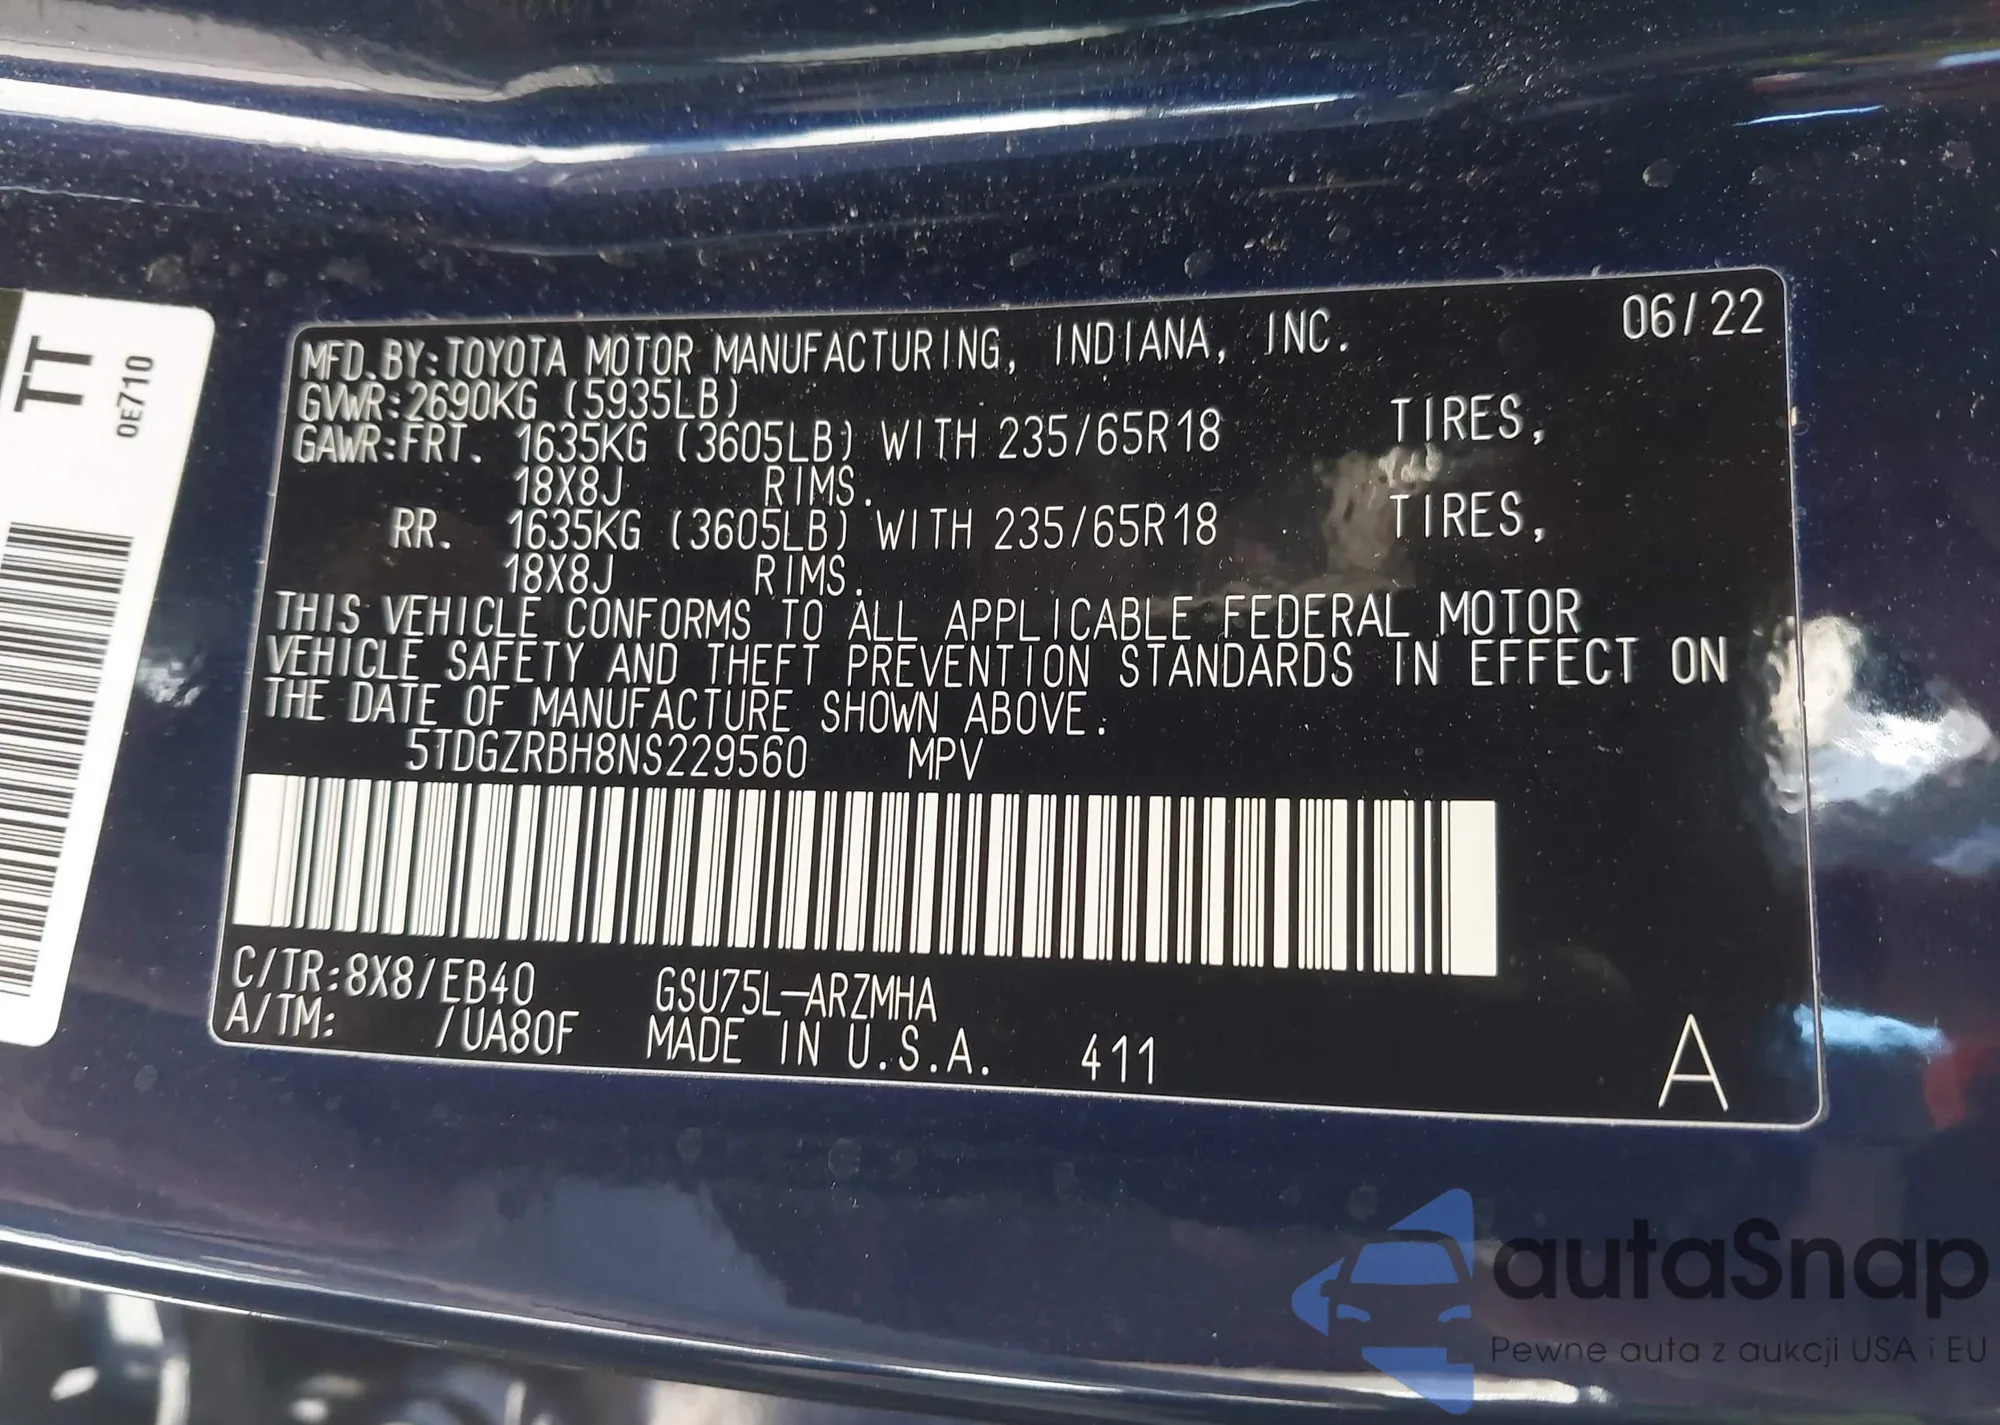 TT
0E710
06/22
MFD.BY:TOYOTA MOTOR MANUFACTURING, INDIANA, INC.
GVWR:2690KG (5935LB)
GAWR:FRT. 1635KG (3605LB) WITH 235/65R18 TIRES,
18X8J RIMS.
RR. 1635KG (3605LB) WITH 235/65R18 TIRES,
18X8J RIMS.
THIS VEHICLE CONFORMS TO ALL APPLICABLE FEDERAL MOTOR
VEHICLE SAFETY AND THEFT PREVENTION STANDARDS IN EFFECT ON
THE DATE OF MANUFACTURE SHOWN ABOVE.
5TDGZRBH8NS229560 MPV
C/TR:8X8/EB40 GSU75L-ARZMHA
A/TM: /UA80F MADE IN U.S.A. 411
A
autaSnap
Pewne auta z aukcji USA i EU